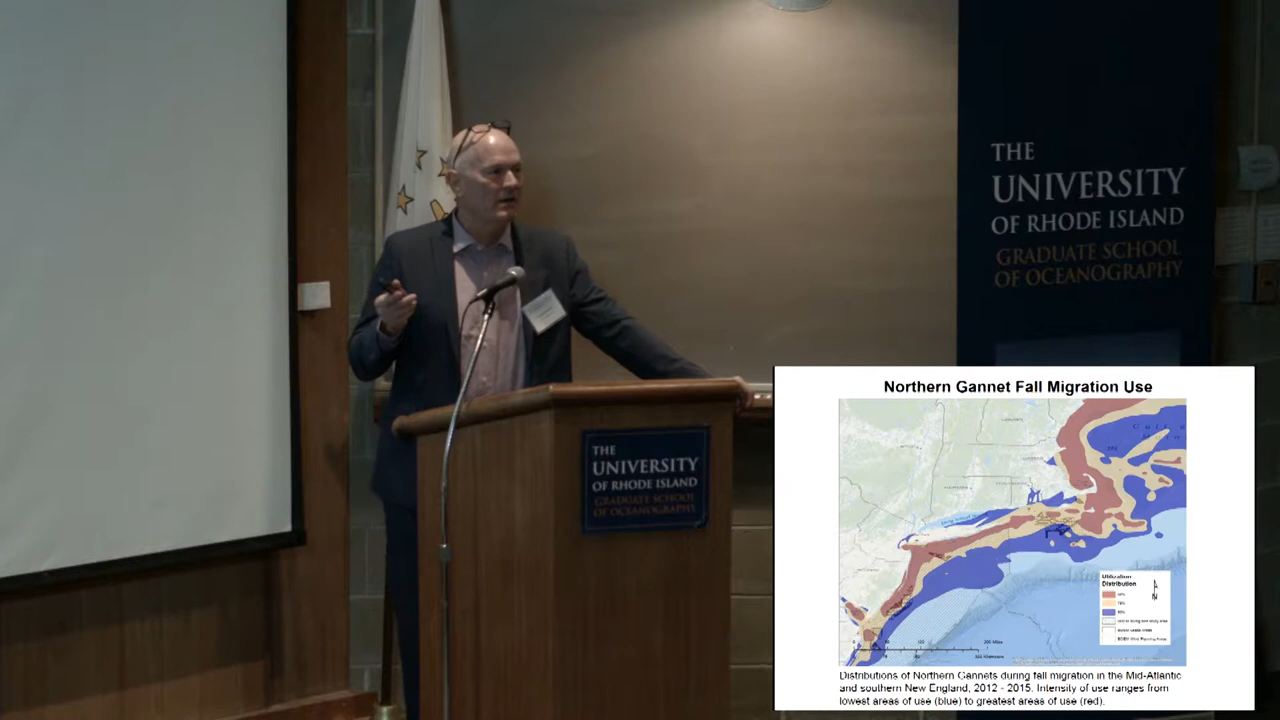 THE
UNIVERSITY
OF RHODE ISLAND
GRADUATE SCHOOL
OF OCEANOGRAPHY
THE
UNIVERSITY
OF RHODE ISLAND
GRADUATE SCHOOL
OF OCEANOGRAPHY
Northern Gannet Fall Migration Use
Utilization
Distribution
N
Distributions of Northern Gannets during fall migration in the Mid-Atlantic
and southern New England, 2012 - 2015. Intensity of use ranges from
lowest areas of use (blue) to greatest areas of use (red).